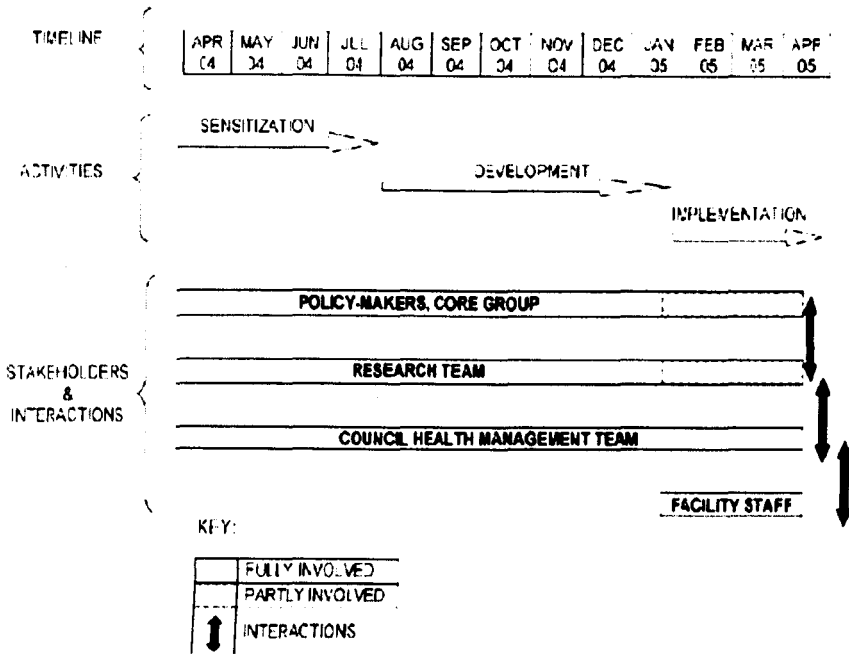 TIMELINE
APR MAY JUN JUL AUG SEP OCT NOV DEC JAN FEB MAR APR
04 04 04 04 04 04 04 04 04 05 05 05 05
SENSITIZATION
ACTIVITIES
DEVELOPMENT
IMPLEMENTATION
POLICY-MAKERS, CORE GROUP
STAKEHOLDERS
&
INTERACTIONS
RESEARCH TEAM
COUNCIL HEALTH MANAGEMENT TEAM
FACILITY STAFF
KEY:
FULLY INVOLVED
PARTLY INVOLVED
INTERACTIONS